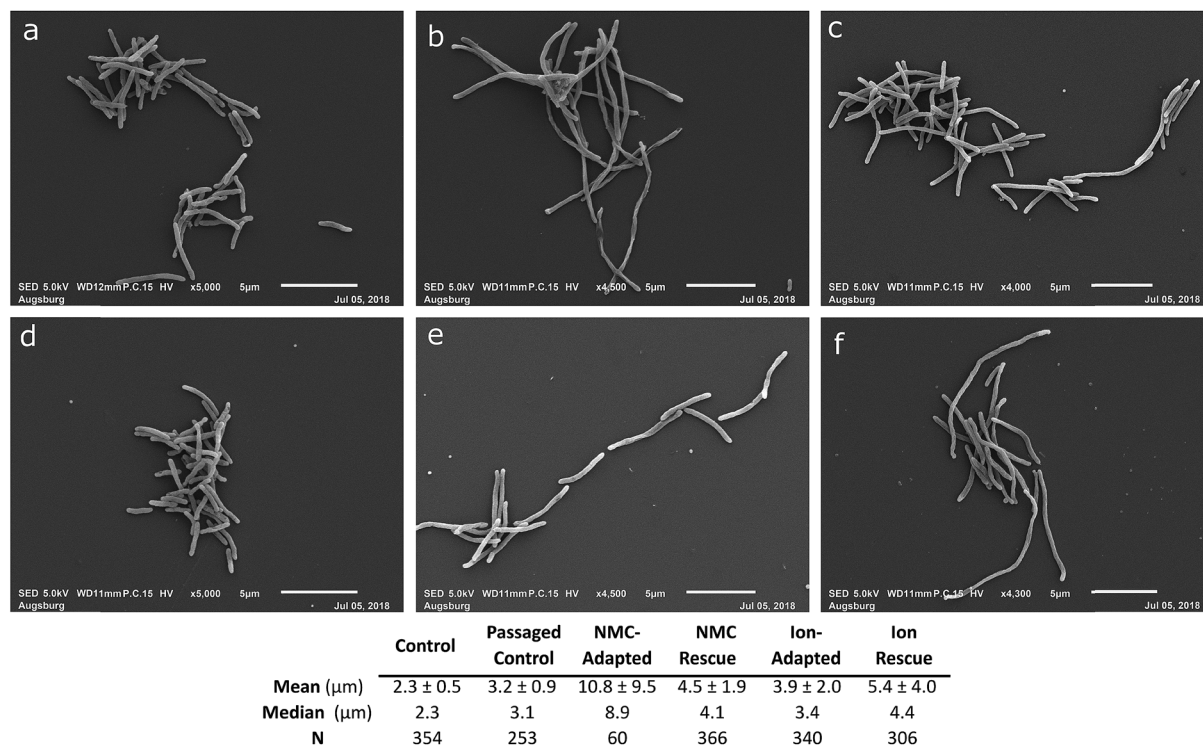 a
SED 5.0kV WD12mmP.C.15 HV x5,000 5µm
Augsburg Jul 05, 2018
b
SED 5.0kV WD11mmP.C.15 HV x4,500 5µm
Augsburg Jul 05, 2018
c
SED 5.0kV WD11mmP.C.15 HV x4,000 5µm
Augsburg Jul 05, 2018
d
SED 5.0kV WD11mmP.C.15 HV x5,000 5µm
Augsburg Jul 05, 2018
e
SED 5.0kV WD11mmP.C.15 HV x4,500 5µm
Augsburg Jul 05, 2018
f
SED 5.0kV WD11mmP.C.15 HV x4,300 5µm
Augsburg Jul 05, 2018
Control Passaged Control NMC-Adapted NMC Rescue Ion-Adapted Ion Rescue
Mean (µm) 2.3 ± 0.5 3.2 ± 0.9 10.8 ± 9.5 4.5 ± 1.9 3.9 ± 2.0 5.4 ± 4.0
Median (µm) 2.3 3.1 8.9 4.1 3.4 4.4
N 354 253 60 366 340 306